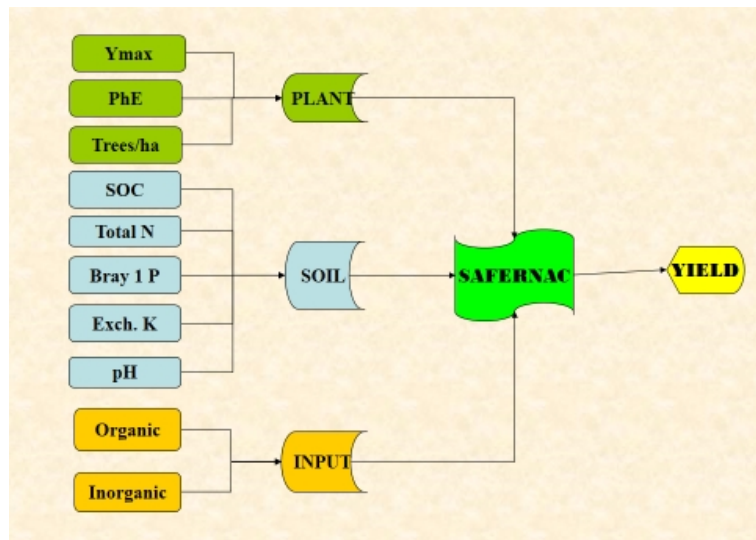 Ymax
PhE
Trees/ha
PLANT
SOC
Total N
Bray 1 P
Exch. K
pH
SOIL
SAFERNAC
YIELD
Organic
Inorganic
INPUT